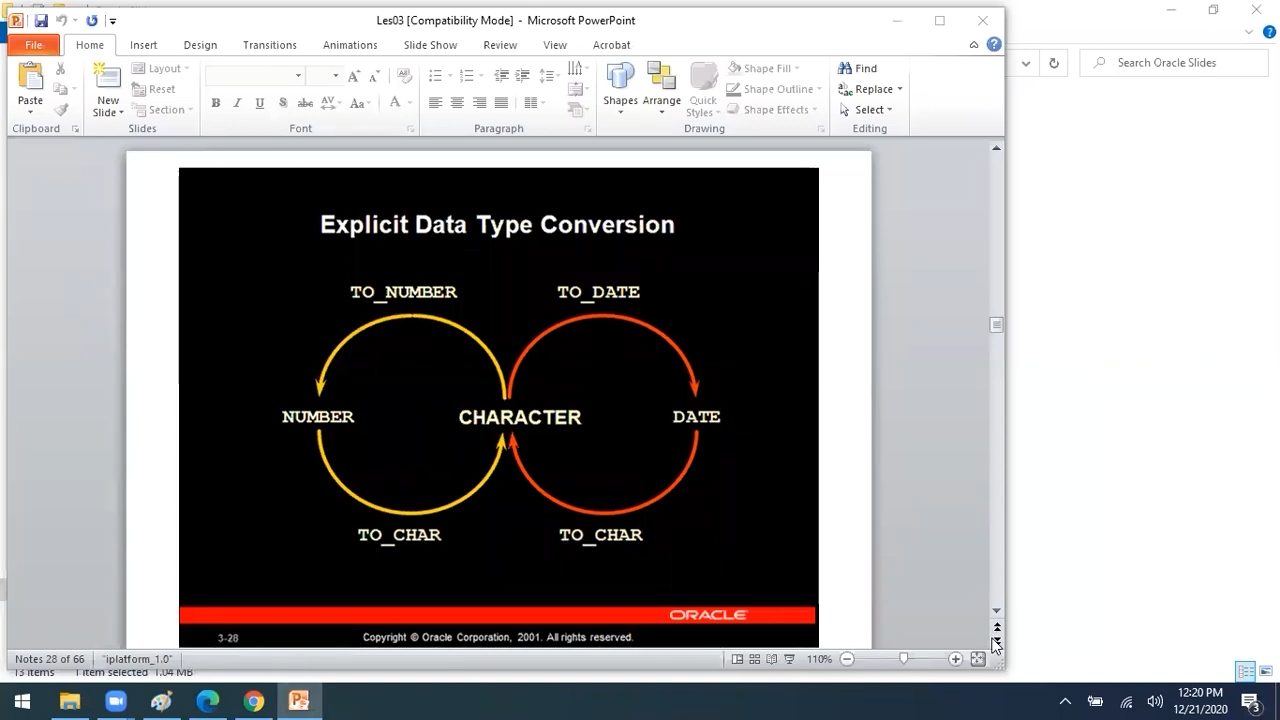 Les03 [Compatibility Mode] - Microsoft PowerPoint
File Home Insert Design Transitions Animations Slide Show Review View Acrobat
Search Oracle Slides
Paste
New Slide
Layout
Reset
Section
B I U S abc AV Aa A
Shapes
Arrange
Quick Styles
Shape Fill
Shape Outline
Shape Effects
Find
Replace
Select
Clipboard Slides Font Paragraph Drawing Editing
Explicit Data Type Conversion
TO_NUMBER TO_DATE
NUMBER CHARACTER DATE
TO_CHAR TO_CHAR
ORACLE
3-28 Copyright © Oracle Corporation, 2001. All rights reserved.
Notes 28 of 66 "iplatform_1.0" 110%
13 items 1 item selected 1.04 MB
12:20 PM
12/21/2020
3